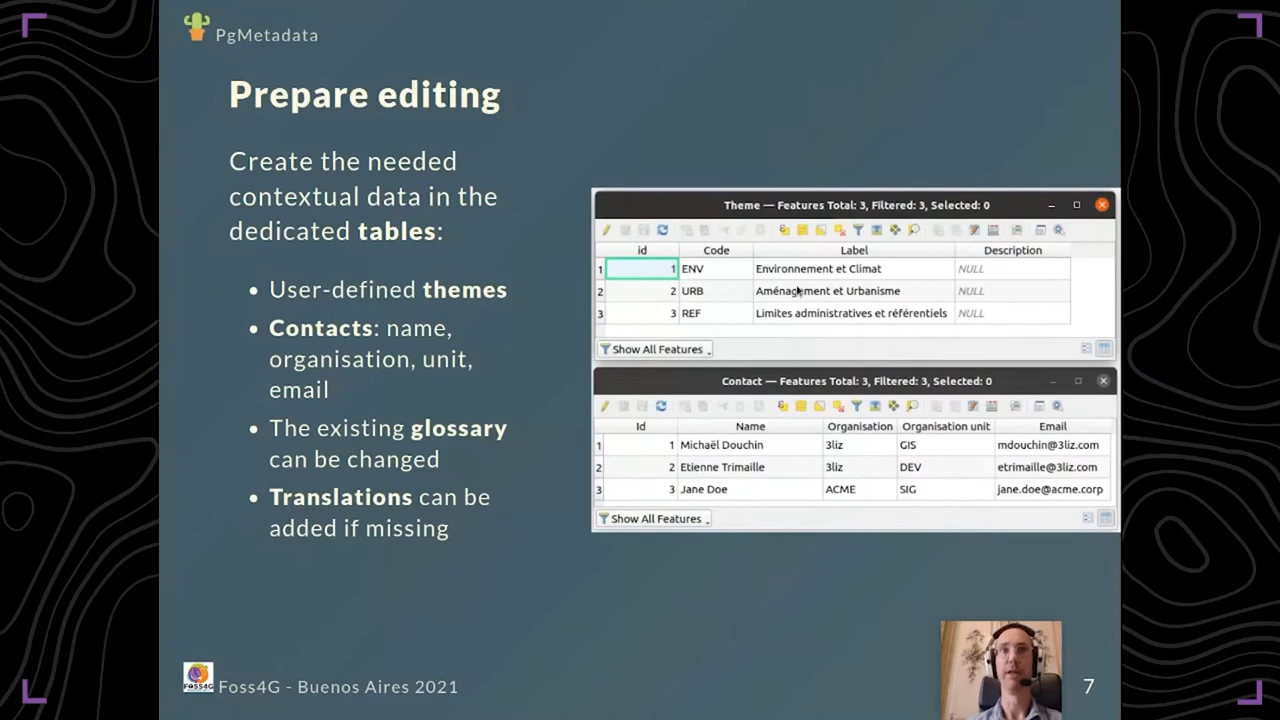 PgMetadata
Prepare editing
Create the needed
contextual data in the
dedicated tables:
• User-defined themes
• Contacts: name,
organisation, unit,
email
• The existing glossary
can be changed
• Translations can be
added if missing
Theme — Features Total: 3, Filtered: 3, Selected: 0
id Code Label Description
1 1 ENV Environnement et Climat NULL
2 2 URB Aménagement et Urbanisme NULL
3 3 REF Limites administratives et référentiels NULL
Show All Features
Contact — Features Total: 3, Filtered: 3, Selected: 0
Id Name Organisation Organisation unit Email
1 1 Michaël Douchin 3liz GIS mdouchin@3liz.com
2 2 Etienne Trimaille 3liz DEV etrimaille@3liz.com
3 3 Jane Doe ACME SIG jane.doe@acme.corp
Show All Features
FOSS4G
Foss4G - Buenos Aires 2021
7